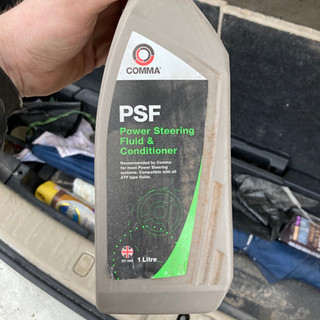 COMMA
PSF
Power Steering
Fluid &
Conditioner
Recommended by Comma
for most Power Steering
systems. Compatible with all
ATF type fluids.
1 Litre